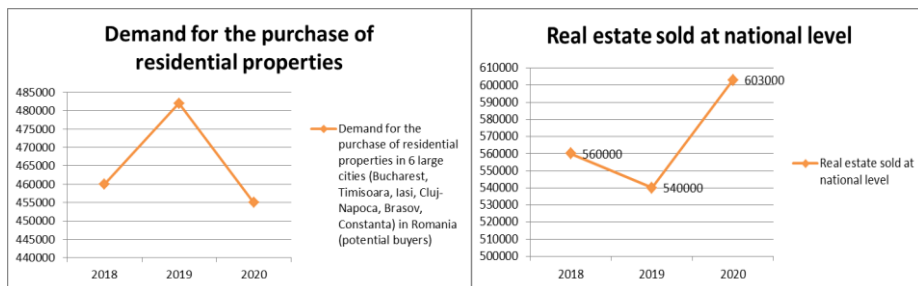 Demand for the purchase of
residential properties
485000
480000
475000
470000
465000
460000
455000
450000
445000
440000
2018
2019
2020
Demand for the
purchase of residential
properties in 6 large
cities (Bucharest,
Timisoara, Iasi, Cluj-
Napoca, Brasov,
Constanta) in Romania
(potential buyers)
Real estate sold at national level
610000
600000
590000
580000
570000
560000
550000
540000
530000
520000
510000
500000
560000
540000
603000
2018
2019
2020
Real estate sold at
national level